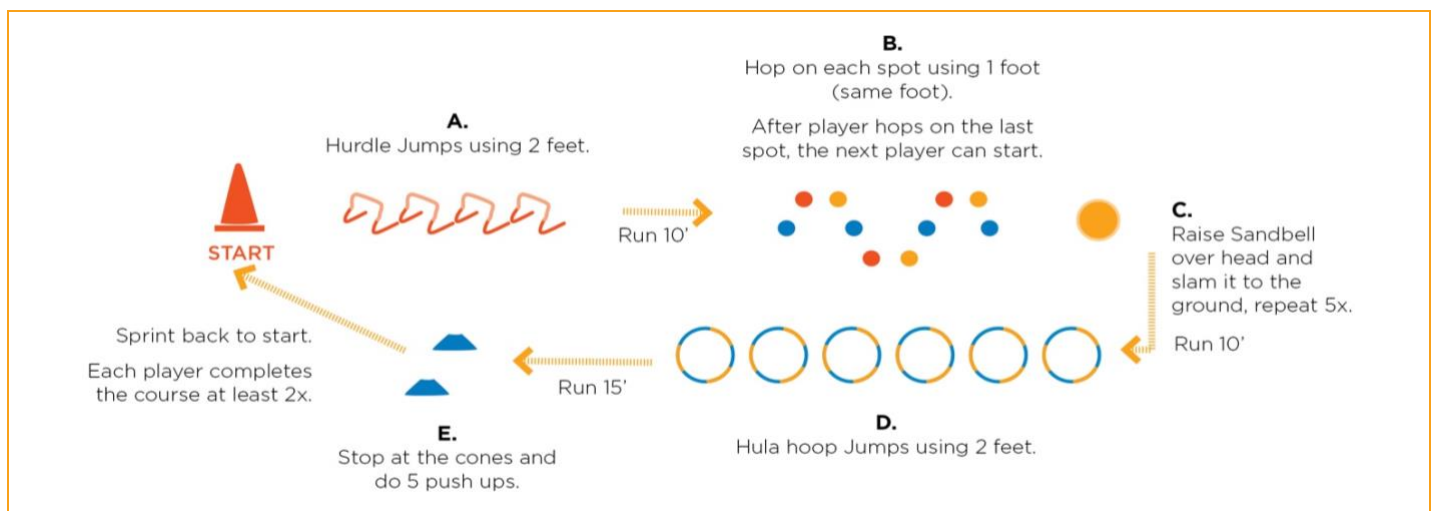 A.
Hurdle Jumps using 2 feet.
START
Run 10’
B.
Hop on each spot using 1 foot
(same foot).
After player hops on the last
spot, the next player can start.
C.
Raise Sandbell
over head and
slam it to the
ground, repeat 5x.
Run 10’
D.
Hula hoop Jumps using 2 feet.
Run 15’
E.
Stop at the cones and
do 5 push ups.
Sprint back to start.
Each player completes
the course at least 2x.